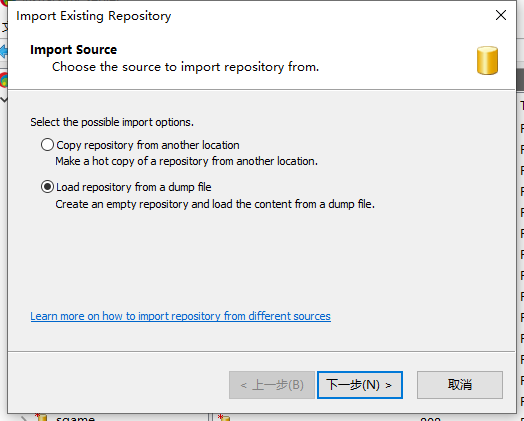 Import Existing Repository
Import Source
Choose the source to import repository from.
Select the possible import options.
Copy repository from another location
Make a hot copy of a repository from another location.
Load repository from a dump file
Create an empty repository and load the content from a dump file.
Learn more on how to import repository from different sources
< 上一步(B)
下一步(N) >
取消